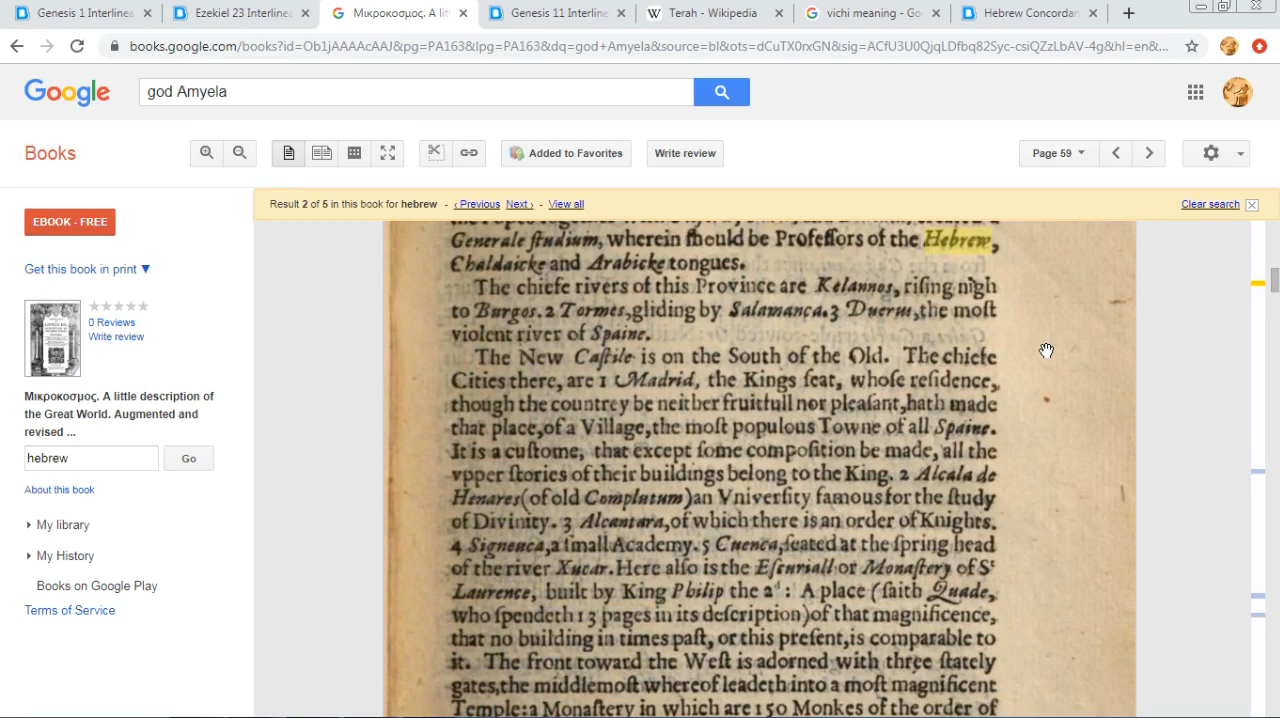 Genesis 1 Interlinea
Ezekiel 23 Interlinea
Μικροκοσμος. A lit
Genesis 11 Interline
Terah - Wikipedia
vichi meaning - Go
Hebrew Concordan
books.google.com/books?id=Ob1jAAAAcAAJ&pg=PA163&lpg=PA163&dq=god+Amyela&source=bl&ots=dCuTX0rxGN&sig=ACfU3U0QjqLDfbq82Syc-csiQZzLbAV-4g&hl=en&...
Google
god Amyela
Books
Added to Favorites
Write review
Page 59
Result 2 of 5 in this book for hebrew - ‹ Previous Next › - View all
Clear search
EBOOK - FREE
Get this book in print ▼
0 Reviews
Write review
Μικροκοσμος. A little description of
the Great World. Augmented and
revised ...
hebrew
Go
About this book
My library
My History
Books on Google Play
Terms of Service
Generale ſtudium, wherein ſhould be Profeſſors of the Hebrew,
Chaldaicke and Arabicke tongues.
The chiefe rivers of this Province are Kelannos, riſing nigh
to Burgos. 2 Tormes, gliding by Salamanca. 3 Duerus, the moſt
violent river of Spaine.
The New Caſtile is on the South of the Old. The chiefe
Cities there, are 1 Madrid, the Kings ſeat, whoſe reſidence,
though the countrey be neither fruitfull nor pleaſant, hath made
that place, of a Village, the moſt populous Towne of all Spaine.
It is a cuſtome, that except ſome compoſition be made, all the
vpper ſtories of their buildings belong to the King. 2 Alcala de
Henares (of old Complutum) an Vniverſity famous for the ſtudy
of Divinity. 3 Alcantara, of which there is an order of Knights.
4 Signeuca, a ſmall Academy. 5 Cuenca, ſeated at the ſpring head
of the river Xucar. Here alſo is the Eſcuriall or Monaſtery of Sᵗ
Laurence, built by King Philip the 2ᵈ: A place (ſaith Quade,
who ſpendeth 13 pages in its deſcription) of that magnificence,
that no building in times paſt, or this preſent, is comparable to
it. The front toward the Weſt is adorned with three ſtately
gates, the middlemoſt whereof leadeth into a moſt magnificent
Temple: a Monaſtery in which are 150 Monkes of the order of